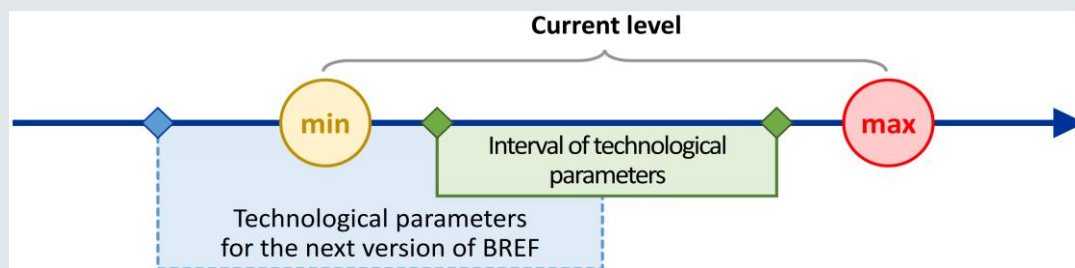 Current level
min
max
Interval of technological
parameters
Technological parameters
for the next version of BREF